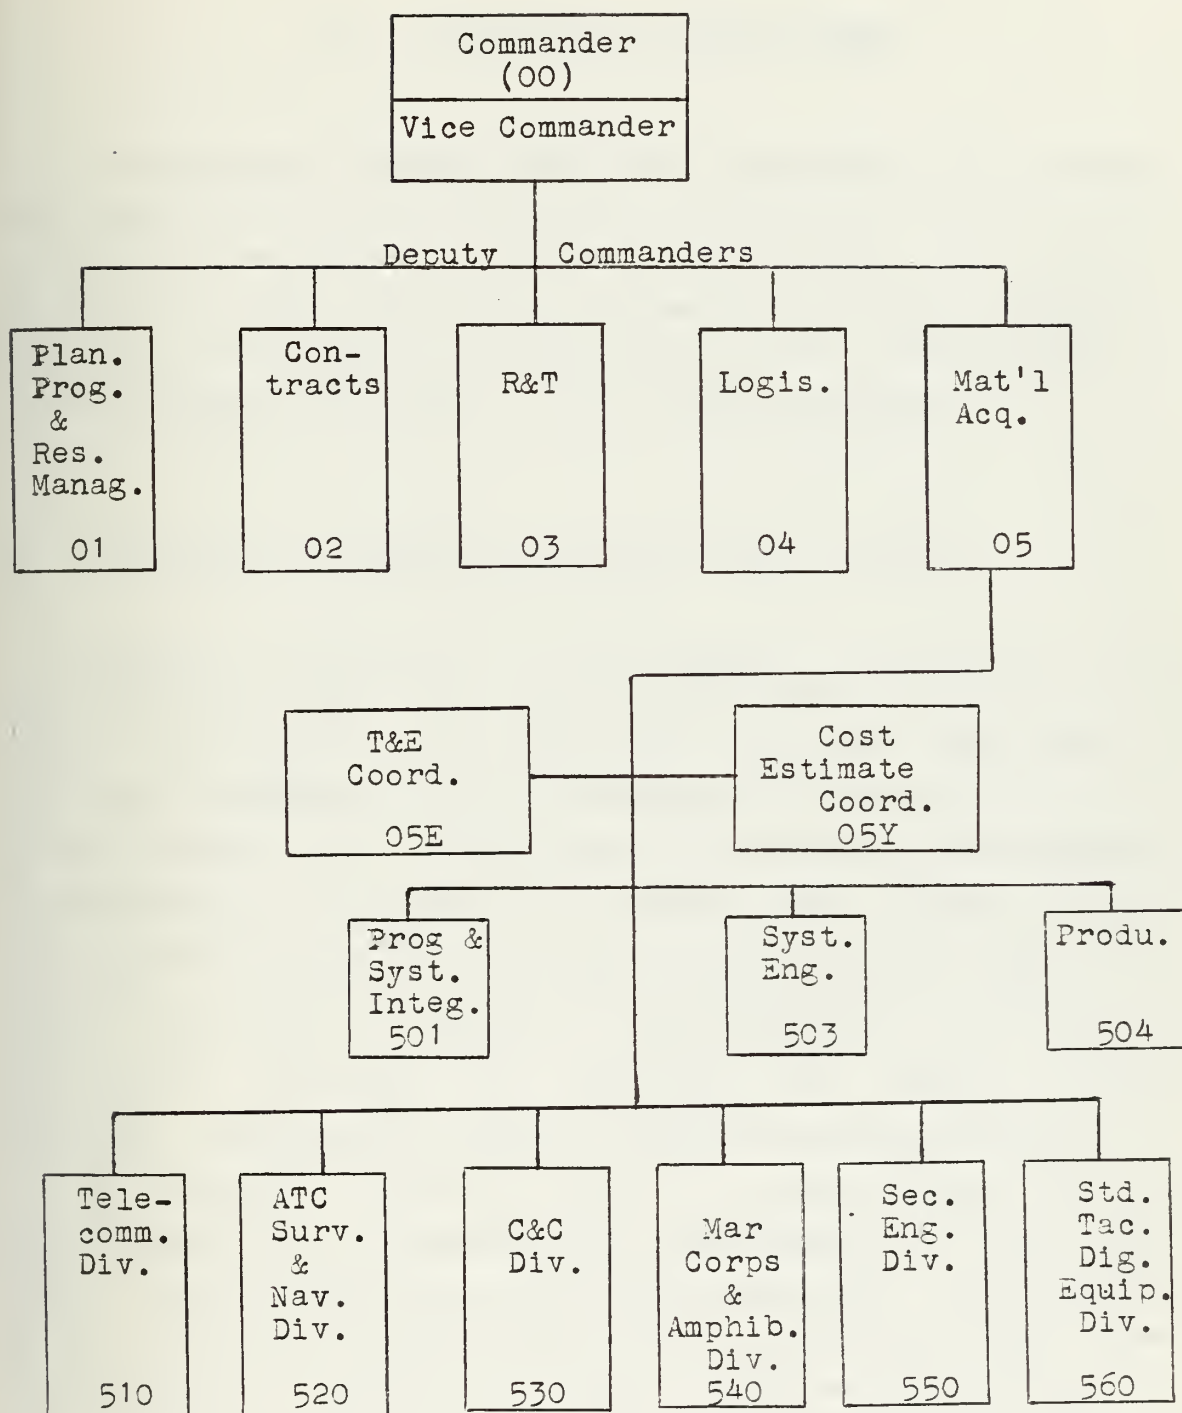 Commander
(OO)
Vice Commander
Deputy Commanders
Plan.
Prog.
&
Res.
Manag.
01
Con-
tracts
02
R&T
03
Logis.
04
Mat'l
Acq.
05
T&E
Coord.
05E
Cost
Estimate
Coord.
05Y
Prog &
Syst.
Integ.
501
Syst.
Eng.
503
Produ.
504
Tele-
comm.
Div.
510
ATC
Surv.
&
Nav.
Div.
520
C&C
Div.
530
Mar
Corps
&
Amphib.
Div.
540
Sec.
Eng.
Div.
550
Std.
Tac.
Dig.
Equip.
Div.
560